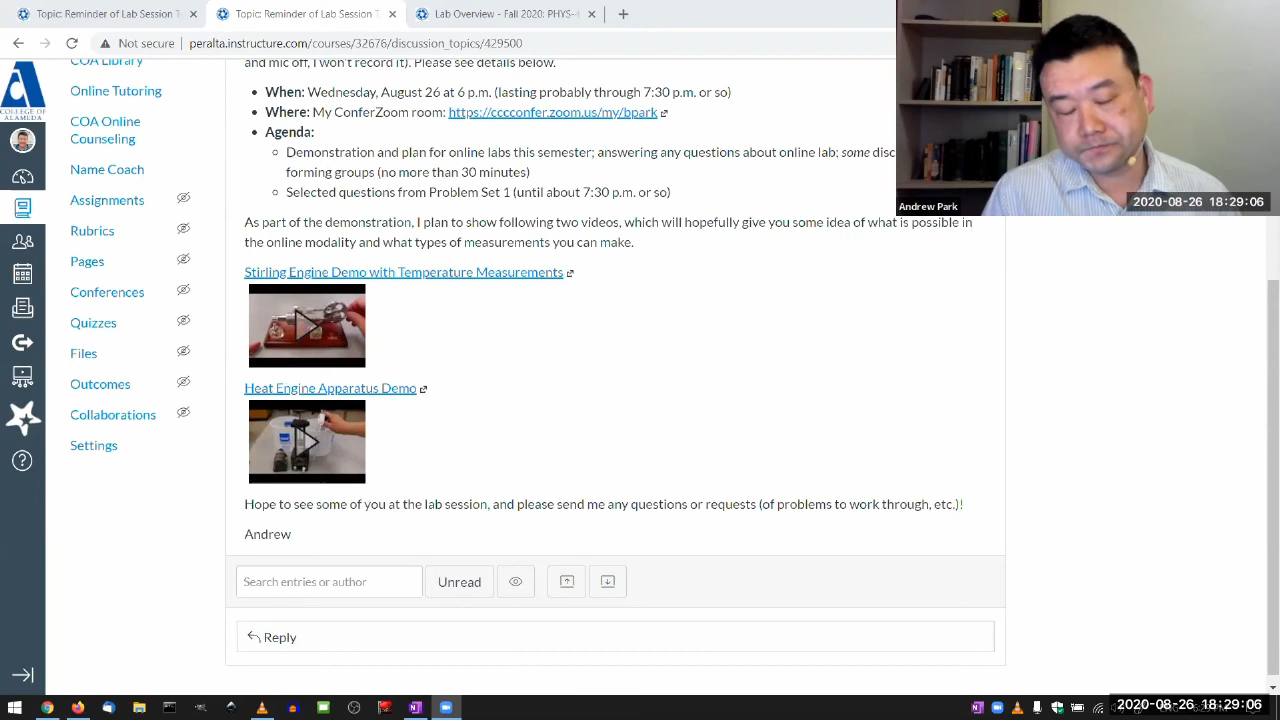 Topic: Reminder of Lab Session T
Topic: Reminder of Lab Session T
Lab Overview - Fall 2020: PHYS-4
Not secure
peralta.instructure.com/courses/32676/discussion_topics/429500
COLLEGE OF ALAMEDA
COA Library
Online Tutoring
COA Online
Counseling
Name Coach
Assignments
Rubrics
Pages
Conferences
Quizzes
Files
Outcomes
Collaborations
Settings
and mic off, I won't record it). Please see details below.
When: Wednesday, August 26 at 6 p.m. (lasting probably through 7:30 p.m. or so)
Where: My ConferZoom room: https://cccconfer.zoom.us/my/bpark
Agenda:
Demonstration and plan for online labs this semester; answering any questions about online lab; some disc
forming groups (no more than 30 minutes)
Selected questions from Problem Set 1 (until about 7:30 p.m. or so)
As part of the demonstration, I plan to show following two videos, which will hopefully give you some idea of what is possible in
the online modality and what types of measurements you can make.
Stirling Engine Demo with Temperature Measurements
Heat Engine Apparatus Demo
Hope to see some of you at the lab session, and please send me any questions or requests (of problems to work through, etc.)!
Andrew
Search entries or author
Unread
Reply
Andrew Park
2020-08-26 18:29:06
2020-08-26 18:29:06